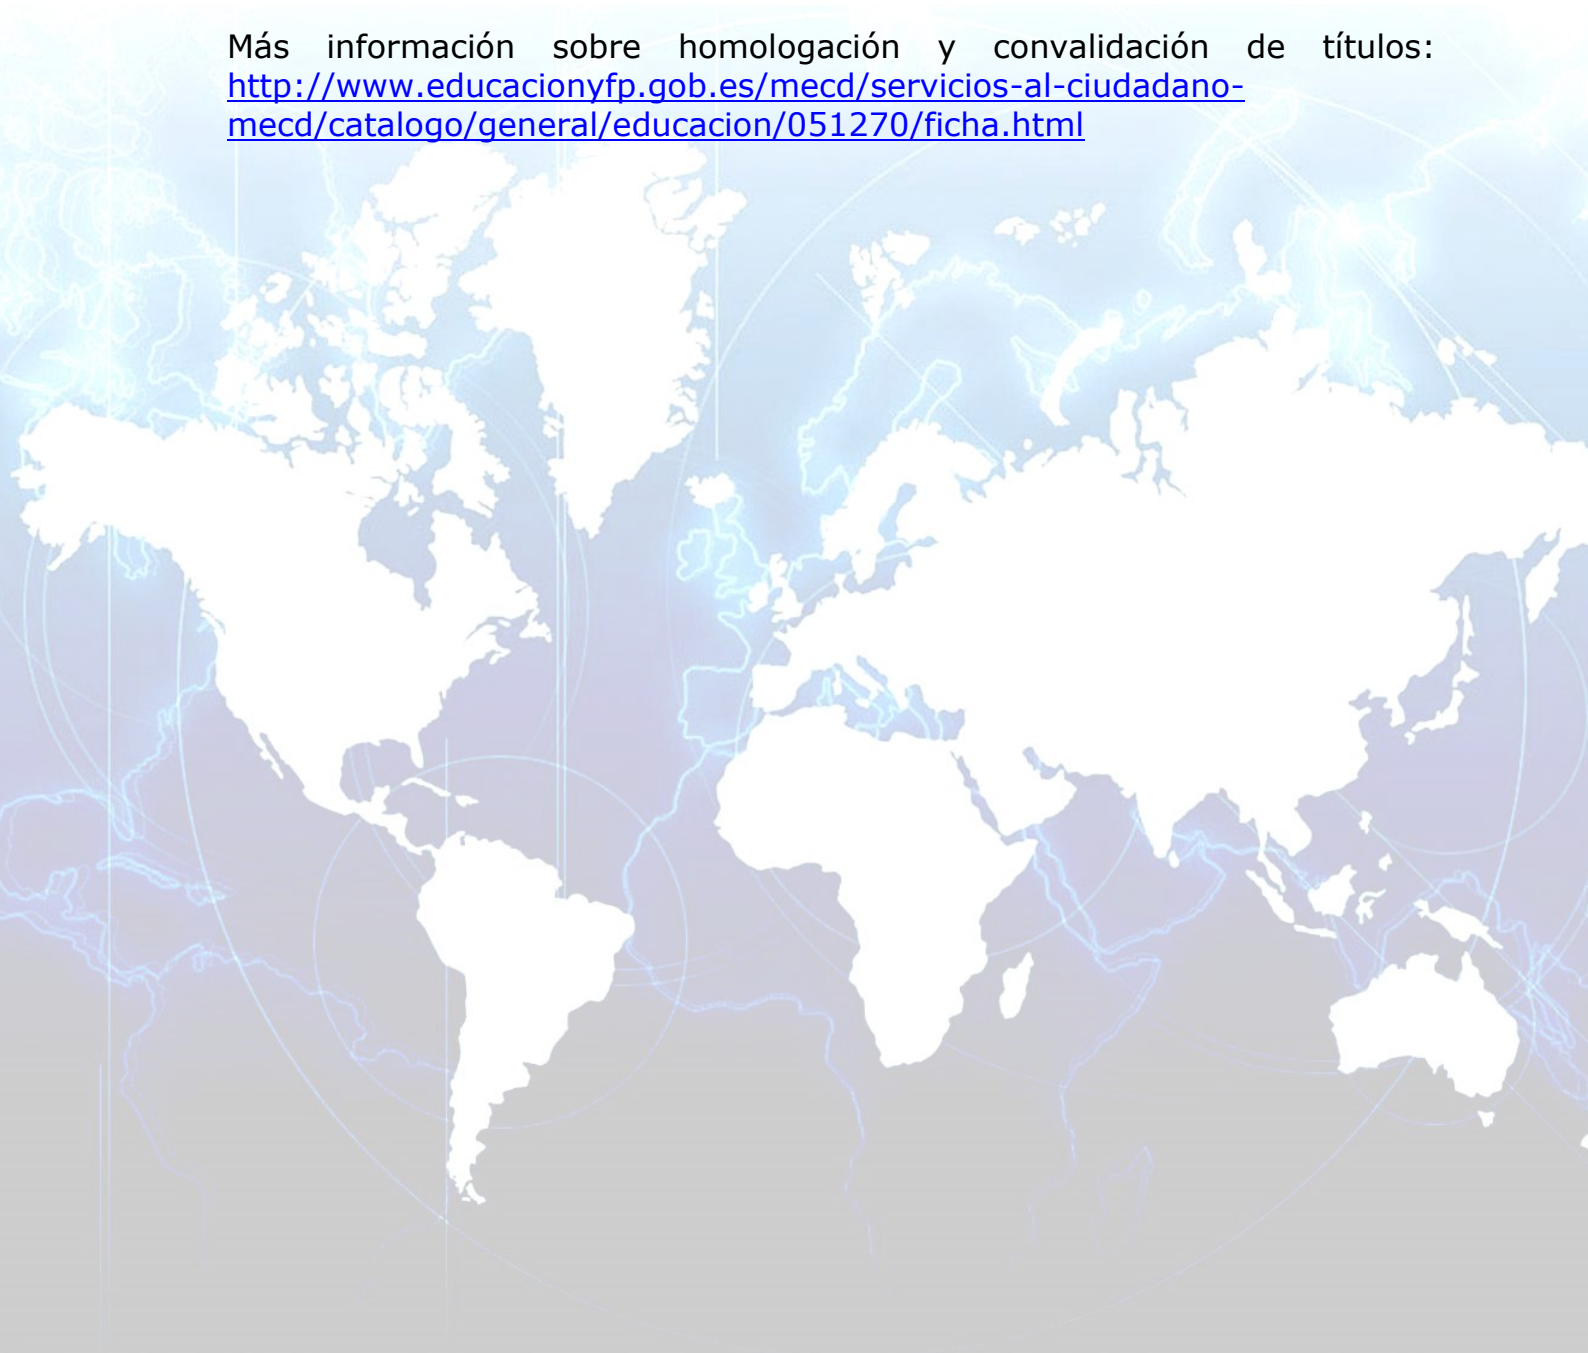 Más información sobre homologación y convalidación de títulos:
http://www.educacionyfp.gob.es/mecd/servicios-al-ciudadano-
mecd/catalogo/general/educacion/051270/ficha.html